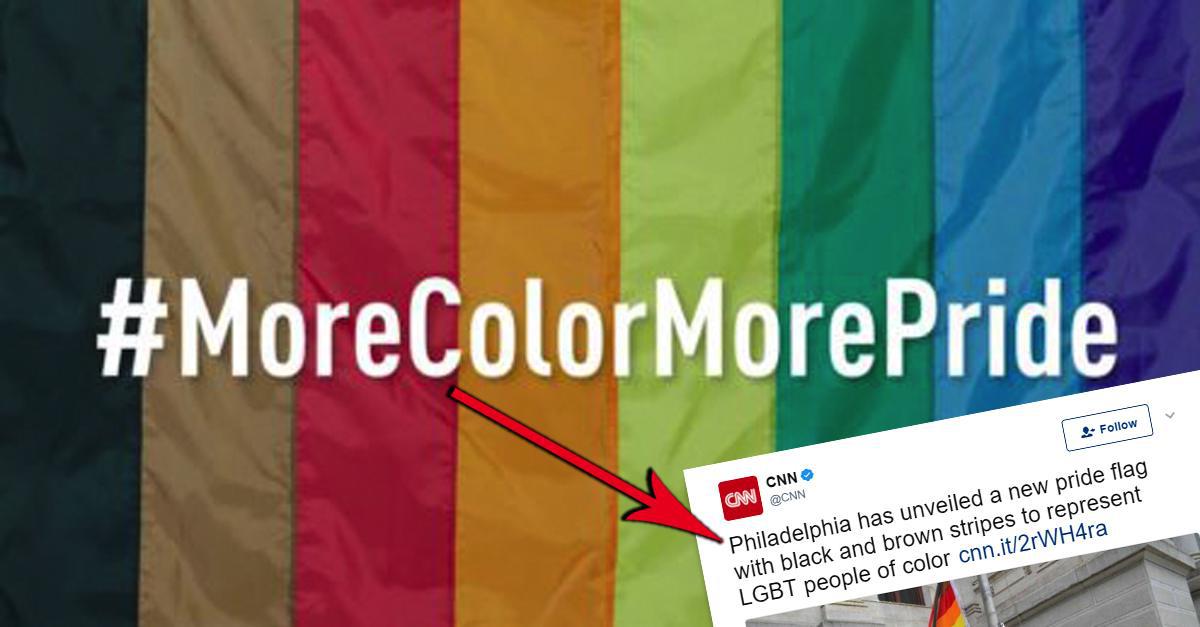 #MoreColorMorePride
Follow
CNN
CNN
@CNN
Philadelphia has unveiled a new pride flag
with black and brown stripes to represent
LGBT people of color cnn.it/2rWH4ra